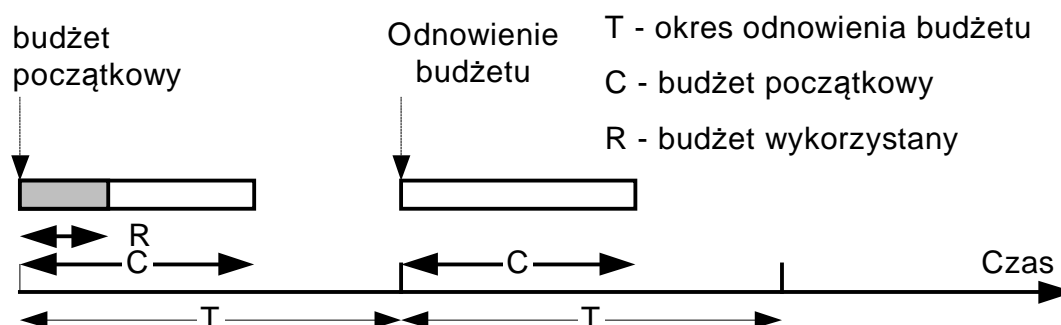 budżet
początkowy
Odnowienie
budżetu
T - okres odnowienia budżetu
C - budżet początkowy
R - budżet wykorzystany
R
C
C
Czas
T
T